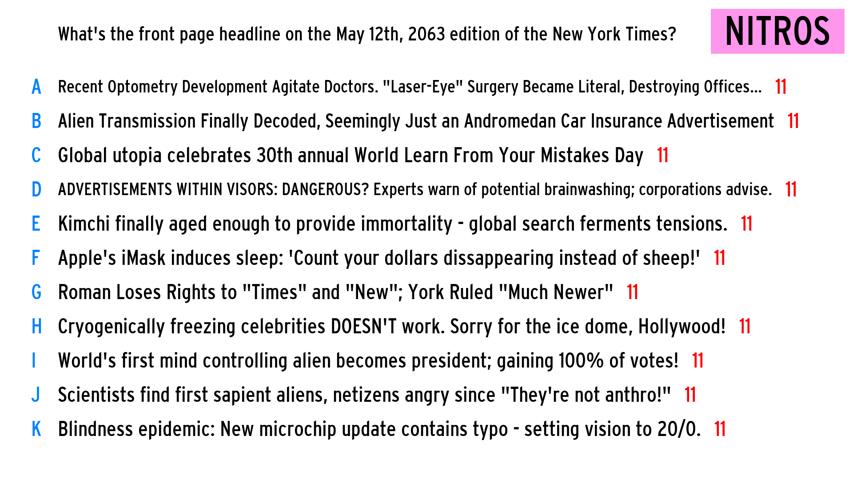 What's the front page headline on the May 12th, 2063 edition of the New York Times?
NITROS
A Recent Optometry Development Agitate Doctors. "Laser-Eye" Surgery Became Literal, Destroying Offices... 11
B Alien Transmission Finally Decoded, Seemingly Just an Andromedan Car Insurance Advertisement 11
C Global utopia celebrates 30th annual World Learn From Your Mistakes Day 11
D ADVERTISEMENTS WITHIN VISORS: DANGEROUS? Experts warn of potential brainwashing; corporations advise. 11
E Kimchi finally aged enough to provide immortality - global search ferments tensions. 11
F Apple's iMask induces sleep: 'Count your dollars dissappearing instead of sheep!' 11
G Roman Loses Rights to "Times" and "New"; York Ruled "Much Newer" 11
H Cryogenically freezing celebrities DOESN'T work. Sorry for the ice dome, Hollywood! 11
I World's first mind controlling alien becomes president; gaining 100% of votes! 11
J Scientists find first sapient aliens, netizens angry since "They're not anthro!" 11
K Blindness epidemic: New microchip update contains typo - setting vision to 20/0. 11